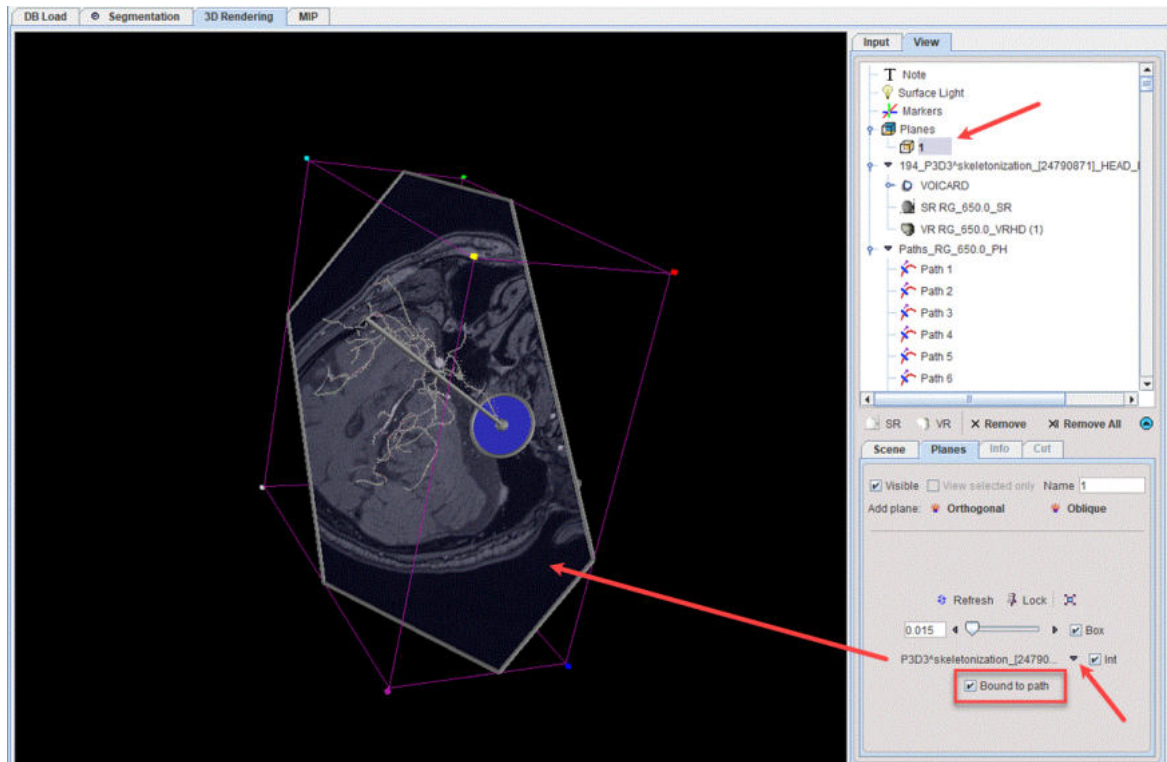 DB Load Segmentation 3D Rendering MIP
Input View
T Note
Surface Light
Markers
Planes
1
194_P3D3^skeletonization_[24790871]_HEAD_
VOICARD
SR RG_650.0_SR
VR RG_650.0_VRHD (1)
Paths_RG_650.0_PH
Path 1
Path 2
Path 3
Path 4
Path 5
Path 6
SR VR Remove Remove All
Scene Planes Info Cut
Visible View selected only Name 1
Add plane: Orthogonal Oblique
Refresh Lock
0.015 Box
P3D3^skeletonization_[24790... Int
Bound to path